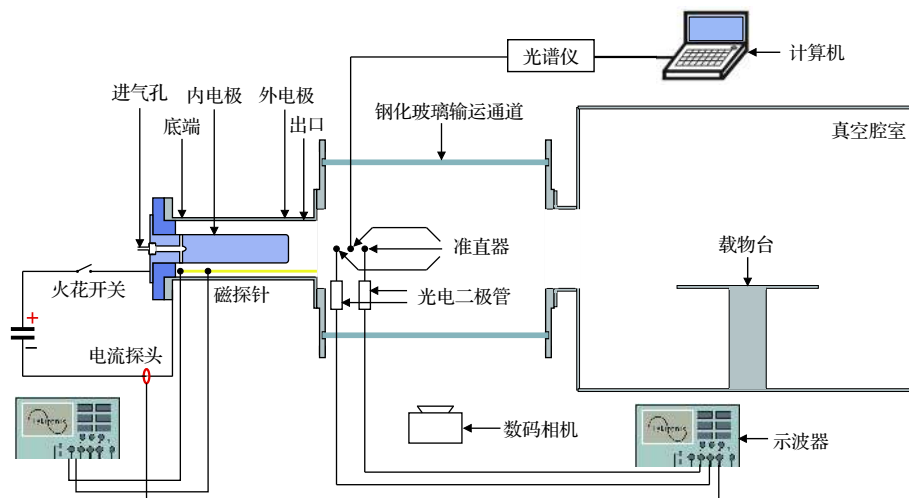 光谱仪
计算机
进气孔
内电极
外电极
底端
出口
钢化玻璃输运通道
真空腔室
准直器
载物台
火花开关
磁探针
光电二极管
+
−
电流探头
Tektronix
数码相机
Tektronix
示波器